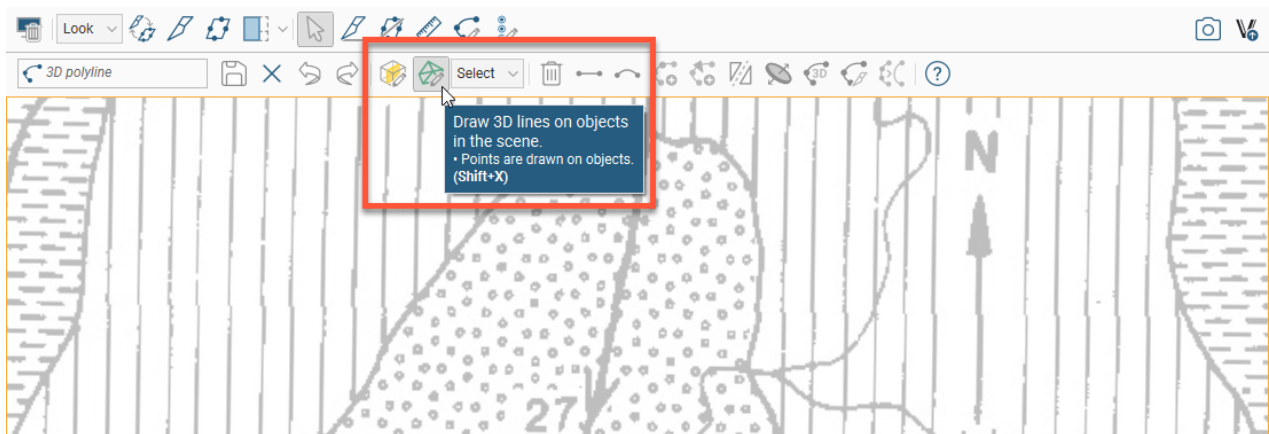 Look
3D polyline
Select
3D
Draw 3D lines on objects
in the scene.
• Points are drawn on objects.
(Shift+X)
N
27